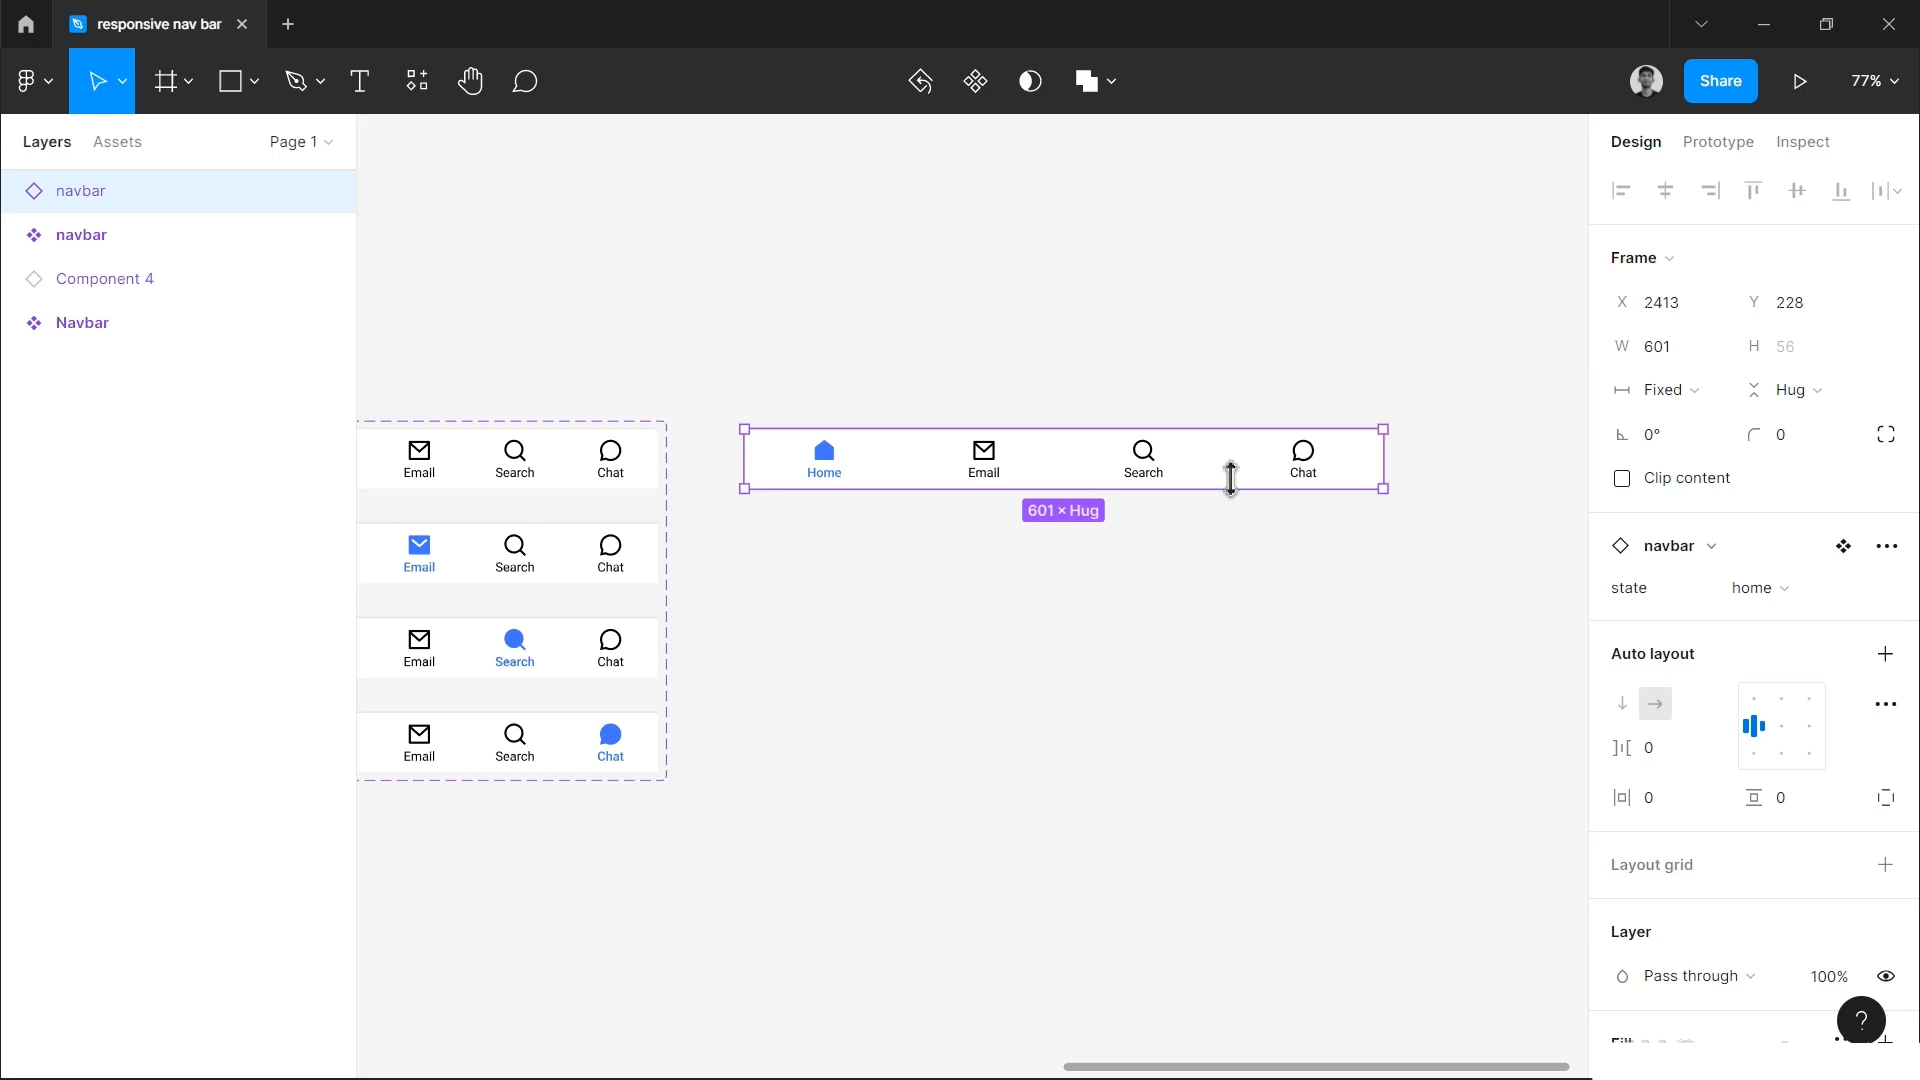 responsive nav bar
Share
77%
Layers Assets Page 1
navbar
navbar
Component 4
Navbar
Email Search Chat
Email Search Chat
Email Search Chat
Email Search Chat
Home Email Search Chat
601 × Hug
Design Prototype Inspect
Frame
X 2413 Y 228
W 601 H 56
Fixed Hug
0° 0
Clip content
navbar
state home
Auto layout
0
0 0
Layout grid
Layer
Pass through 100%
?